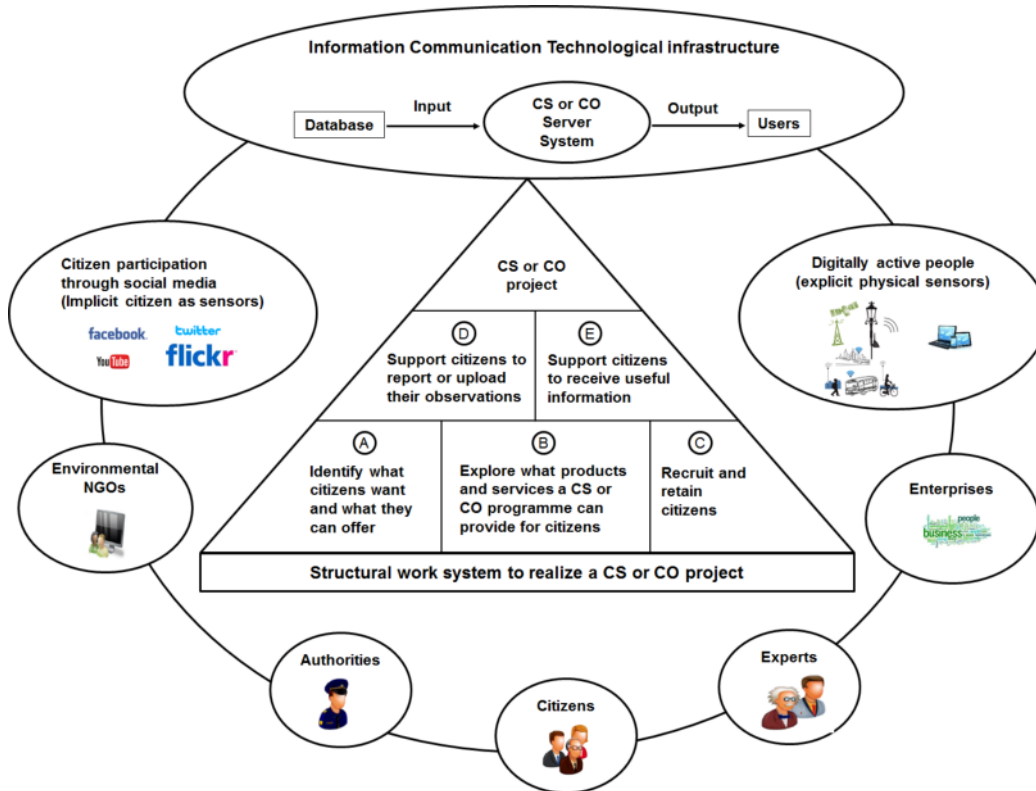 Information Communication Technological infrastructure
Database
Input
CS or CO
Server
System
Output
Users
Citizen participation
through social media
(Implicit citizen as sensors)
facebook.
twitter
YouTube
flickr
Digitally active people
(explicit physical sensors)
CS or CO
project
D
Support citizens to
report or upload
their observations
E
Support citizens
to receive useful
information
A
Identify what
citizens want
and what they
can offer
B
Explore what products
and services a CS or
CO programme can
provide for citizens
C
Recruit and
retain
citizens
Structural work system to realize a CS or CO project
Environmental
NGOs
Enterprises
people
business
Authorities
Citizens
Experts